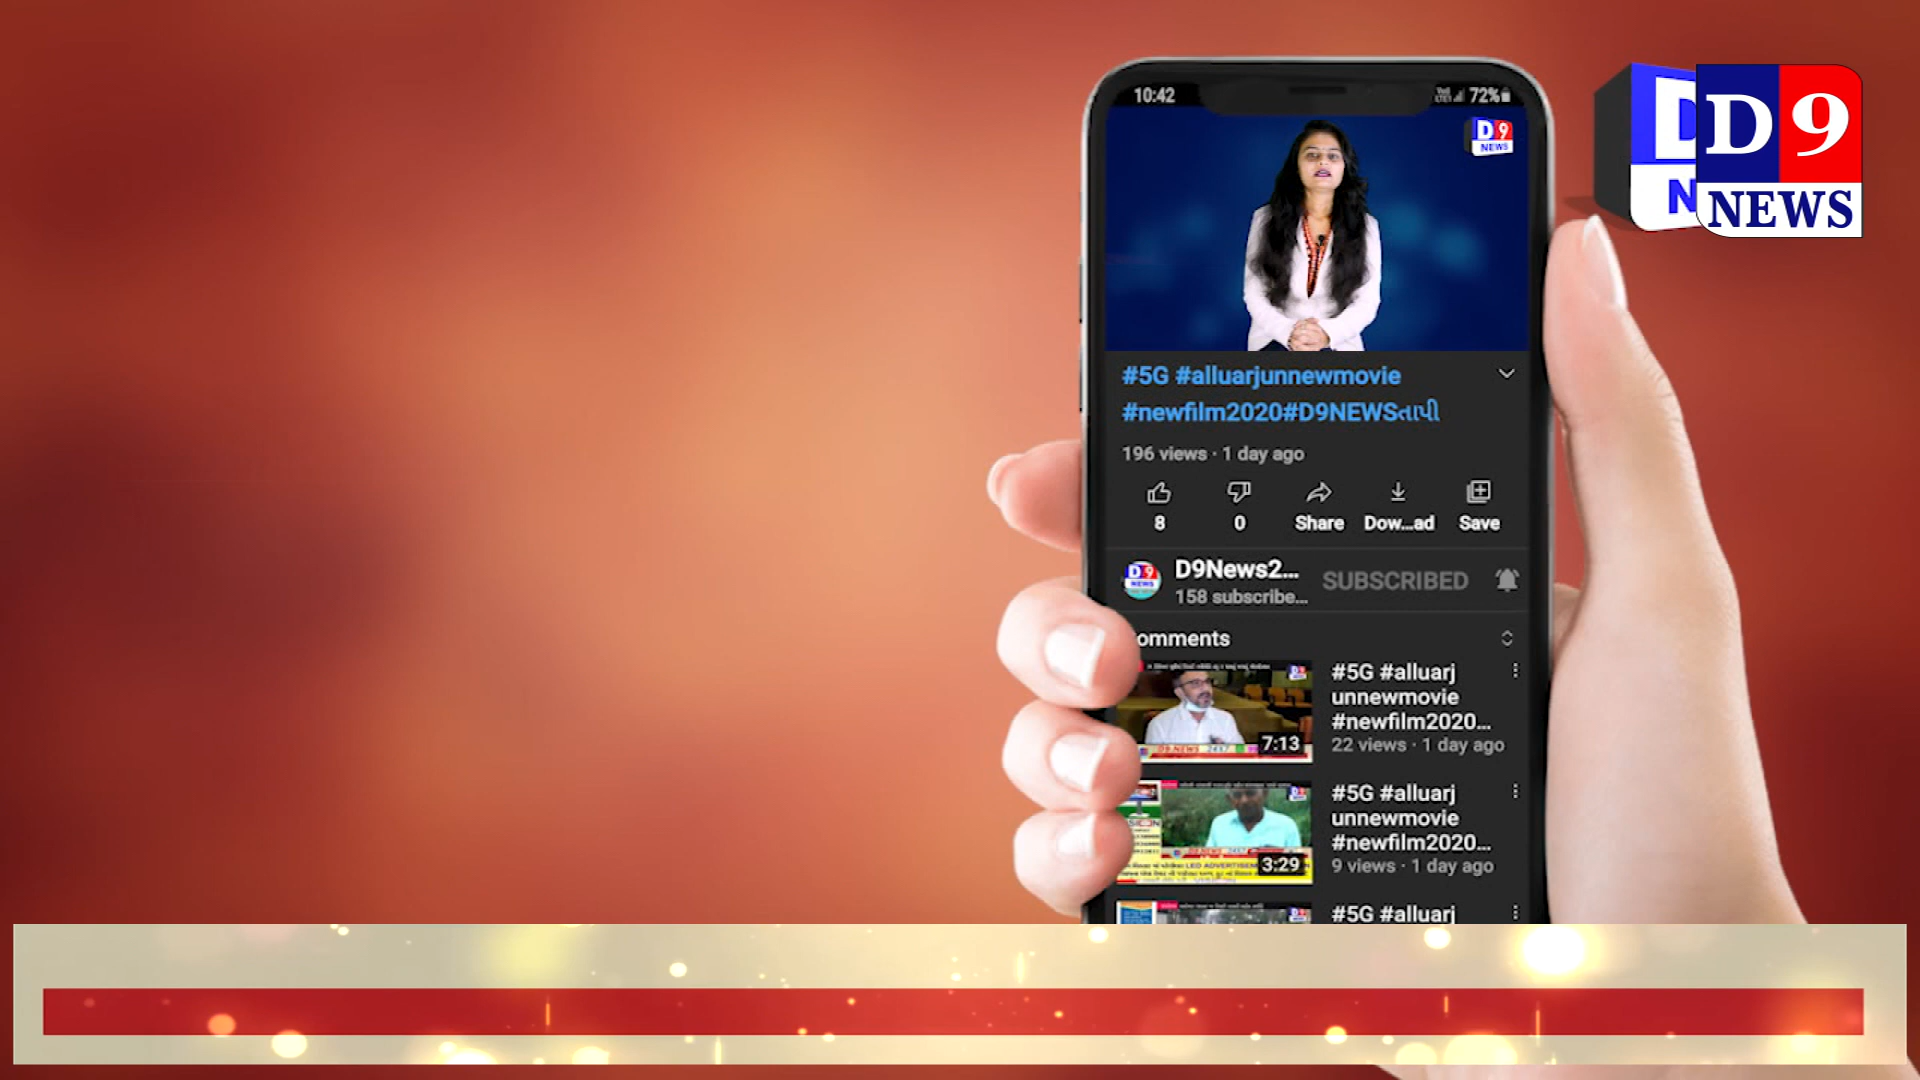 10:42
72%
D 9
NEWS
D
N
D 9
NEWS
#5G #alluarjunnewmovie
#newfilm2020#D9NEWSતાપી
196 views · 1 day ago
8
0
Share
Dow...ad
Save
D9News2...
158 subscribe...
SUBSCRIBED
omments
#5G #alluarj
unnewmovie
#newfilm2020...
22 views · 1 day ago
7:13
#5G #alluarj
unnewmovie
#newfilm2020...
9 views · 1 day ago
3:29
#5G #alluarj